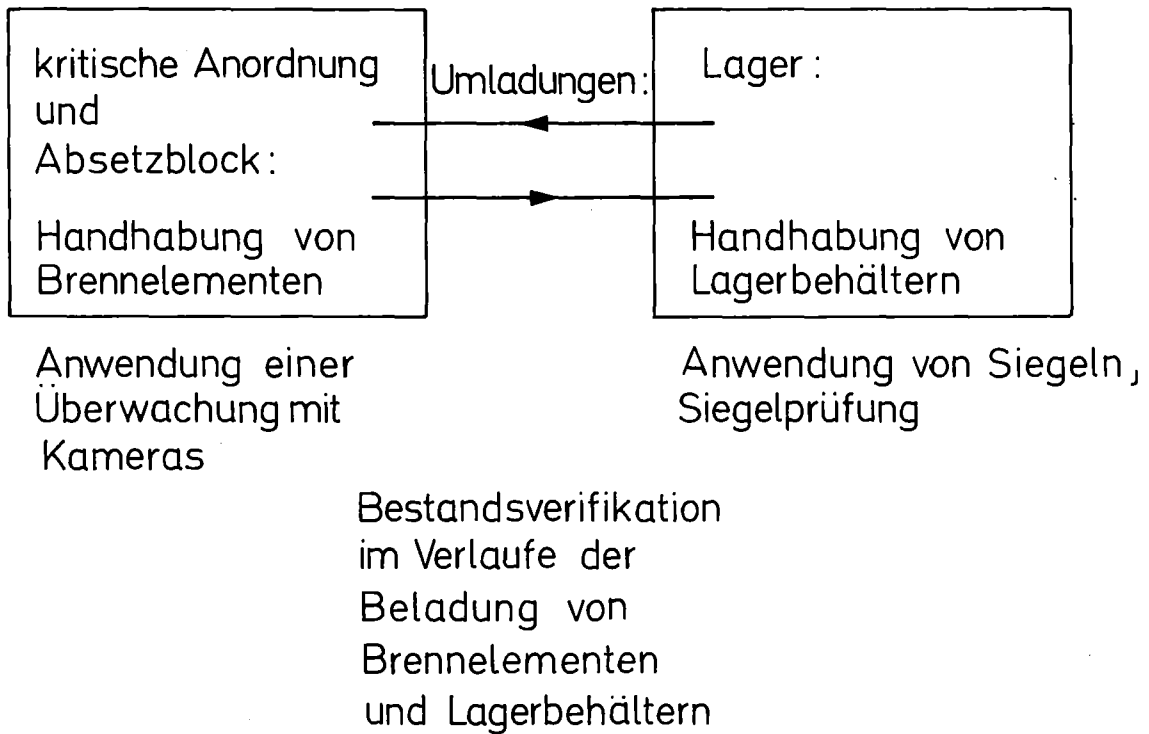 kritische Anordnung
und
Absetzblock:
Handhabung von
Brennelementen
Umladungen:
Lager:
Handhabung von
Lagerbehältern
Anwendung einer
Überwachung mit
Kameras
Anwendung von Siegeln,
Siegelprüfung
Bestandsverifikation
im Verlaufe der
Beladung von
Brennelementen
und Lagerbehältern